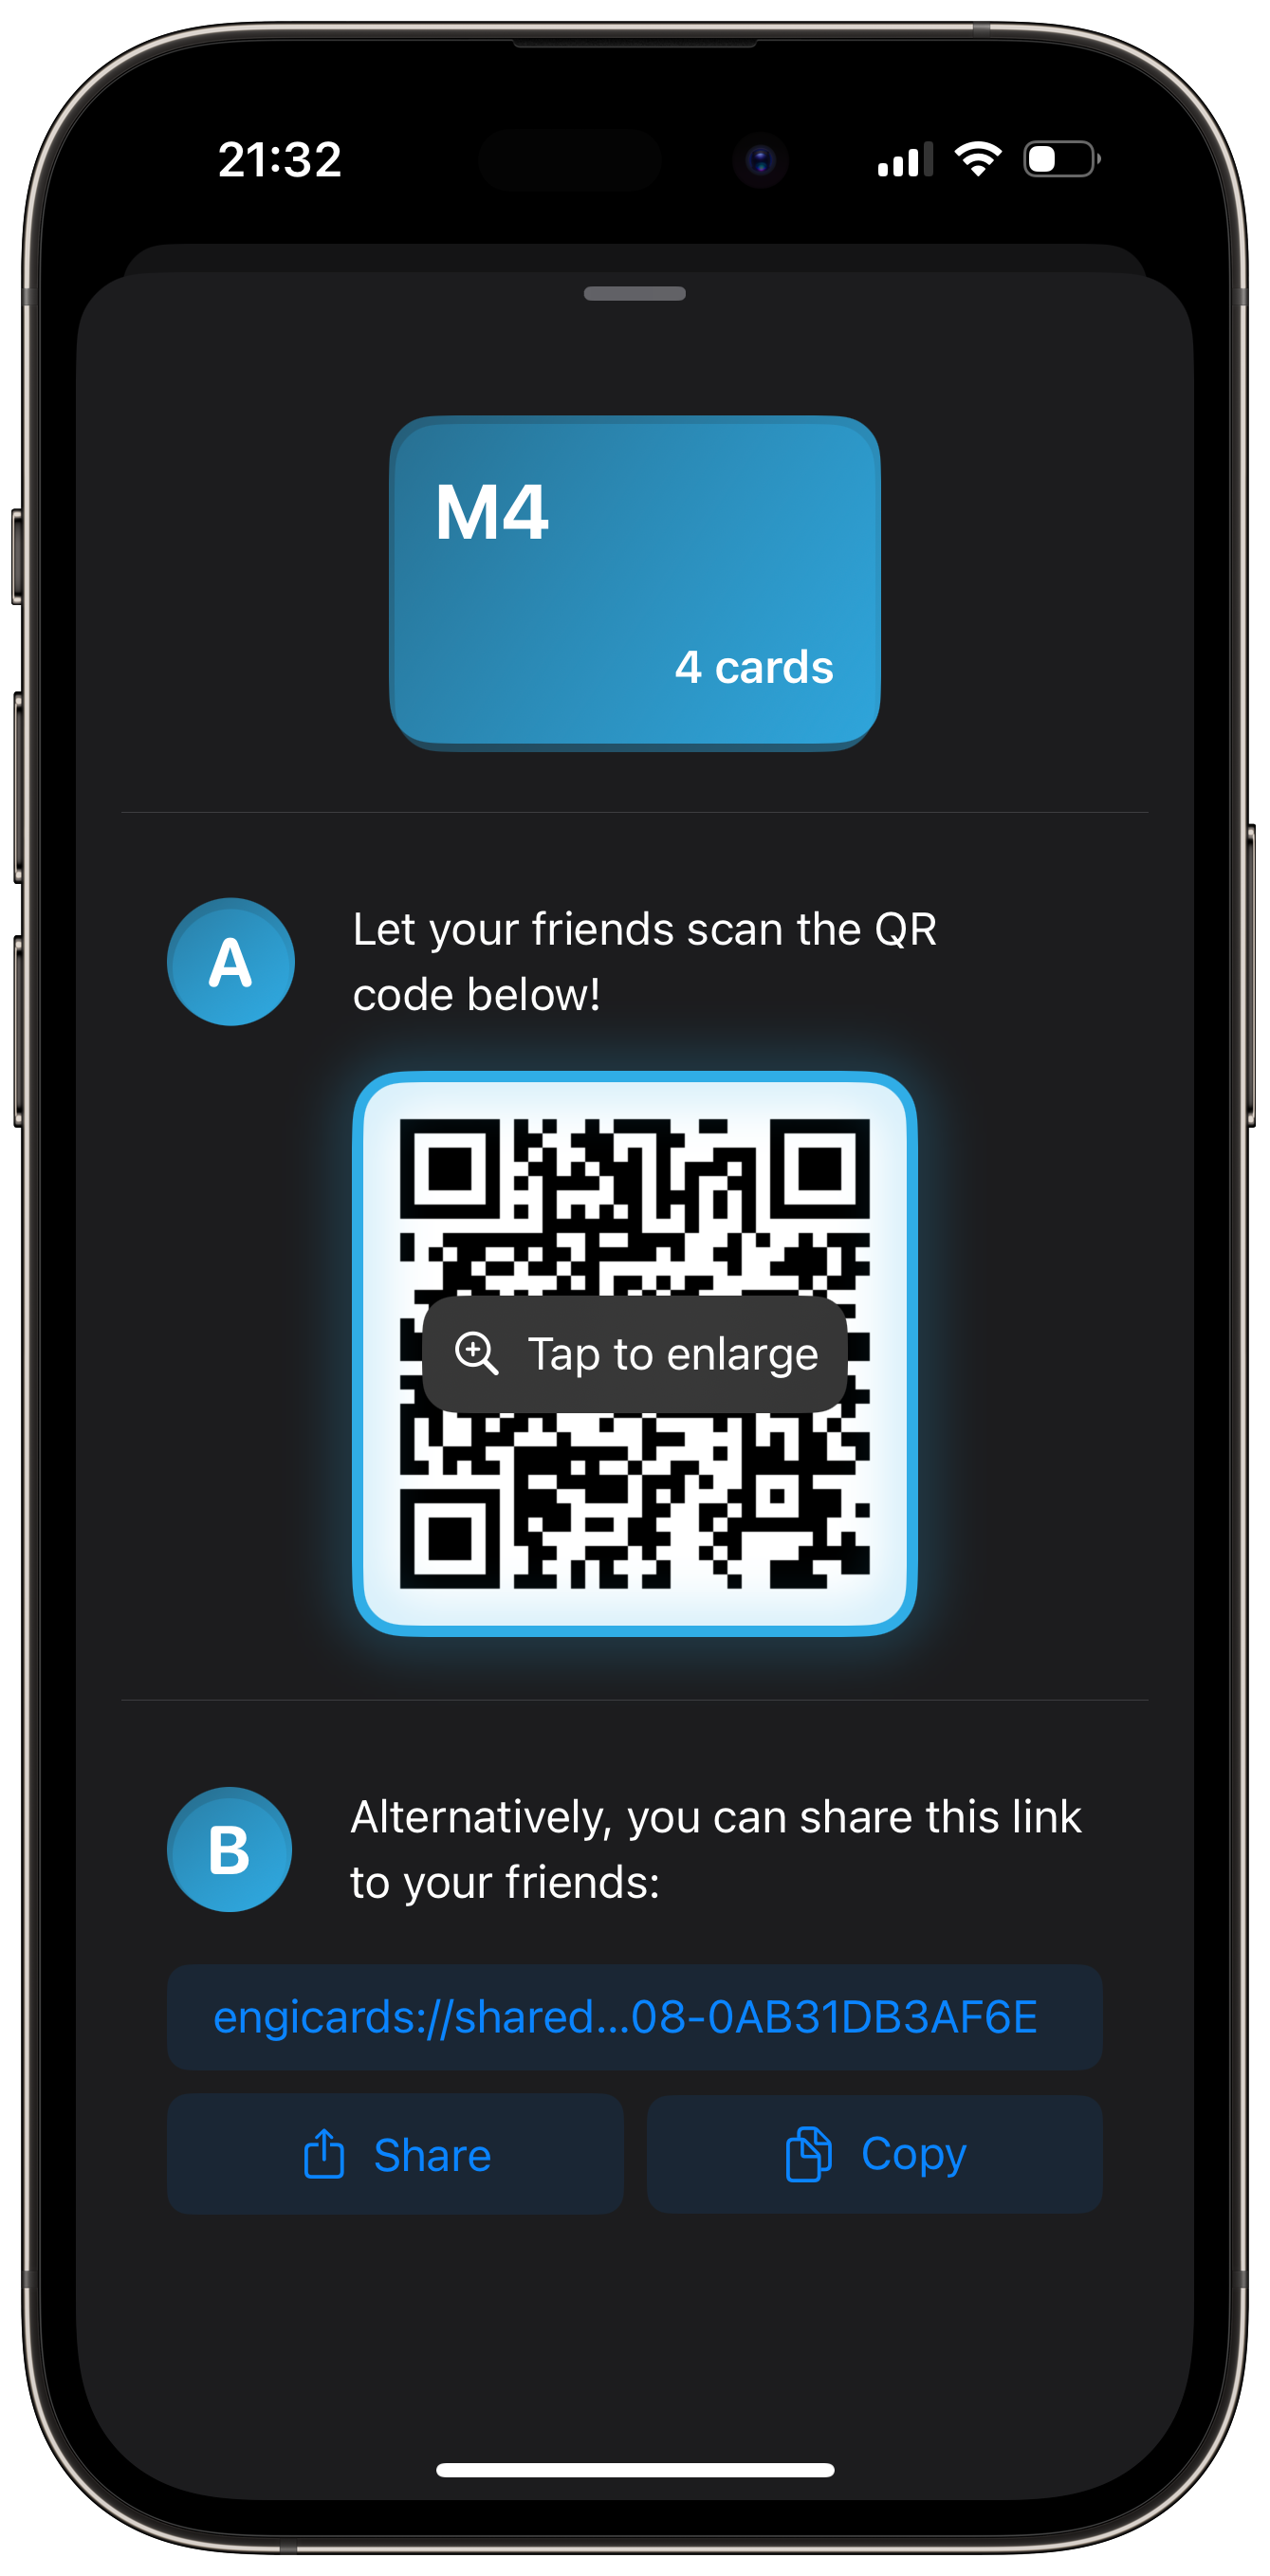 21:32
M4
4 cards
A
Let your friends scan the QR
code below!
Tap to enlarge
B
Alternatively, you can share this link
to your friends:
engicards://shared...08-0AB31DB3AF6E
Share
Copy